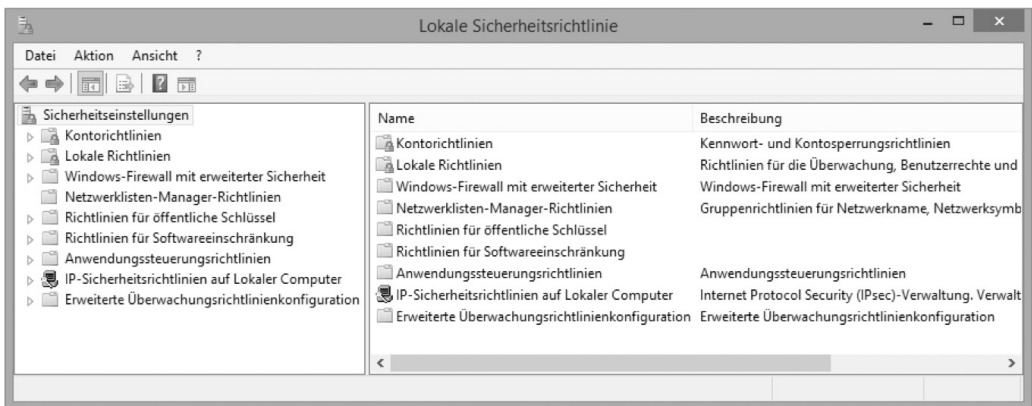 Lokale Sicherheitsrichtlinie
Datei Aktion Ansicht ?
Sicherheitseinstellungen
Kontorichtlinien
Lokale Richtlinien
Windows-Firewall mit erweiterter Sicherheit
Netzwerklisten-Manager-Richtlinien
Richtlinien für öffentliche Schlüssel
Richtlinien für Softwareeinschränkung
Anwendungssteuerungsrichtlinien
IP-Sicherheitsrichtlinien auf Lokaler Computer
Erweiterte Überwachungsrichtlinienkonfiguration
Name Beschreibung
Kontorichtlinien Kennwort- und Kontosperrungsrichtlinien
Lokale Richtlinien Richtlinien für die Überwachung, Benutzerrechte und
Windows-Firewall mit erweiterter Sicherheit Windows-Firewall mit erweiterter Sicherheit
Netzwerklisten-Manager-Richtlinien Gruppenrichtlinien für Netzwerkname, Netzwerksymb
Richtlinien für öffentliche Schlüssel
Richtlinien für Softwareeinschränkung
Anwendungssteuerungsrichtlinien Anwendungssteuerungsrichtlinien
IP-Sicherheitsrichtlinien auf Lokaler Computer Internet Protocol Security (IPsec)-Verwaltung. Verwalt
Erweiterte Überwachungsrichtlinienkonfiguration Erweiterte Überwachungsrichtlinienkonfiguration